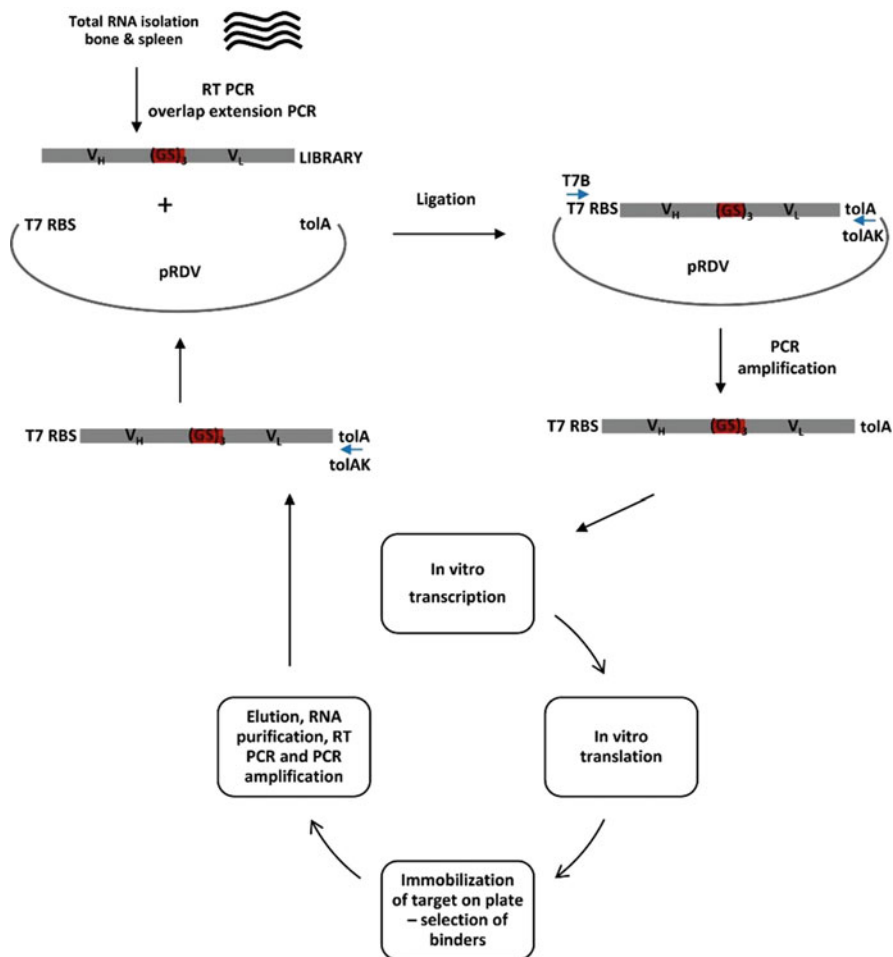 Total RNA isolation
bone & spleen
RT PCR
overlap extension PCR
VH (GS)3 VL LIBRARY
+
T7 RBS tolA
pRDV
Ligation
T7B
T7 RBS VH (GS)3 VL tolA
tolAK
pRDV
PCR
amplification
T7 RBS VH (GS)3 VL tolA
T7 RBS VH (GS)3 VL tolA
tolAK
In vitro
transcription
In vitro
translation
Immobilization
of target on plate
– selection of
binders
Elution, RNA
purification, RT
PCR and PCR
amplification